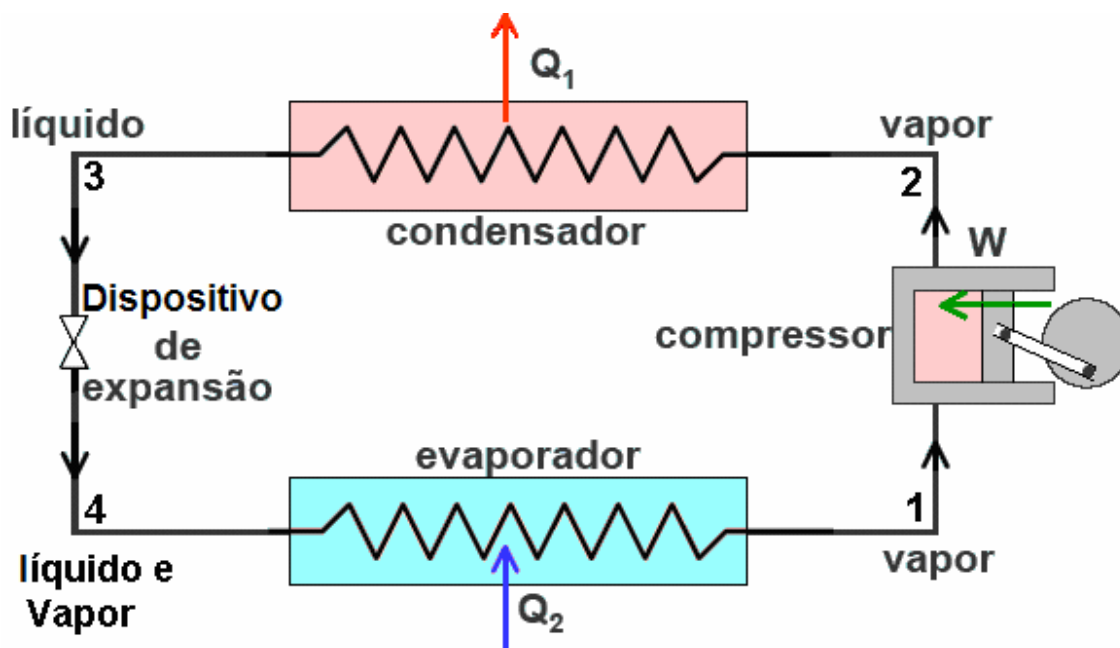 Q1
líquido
vapor
3
2
condensador
W
Dispositivo
de
expansão
compressor
evaporador
4
1
líquido e
Vapor
vapor
Q2